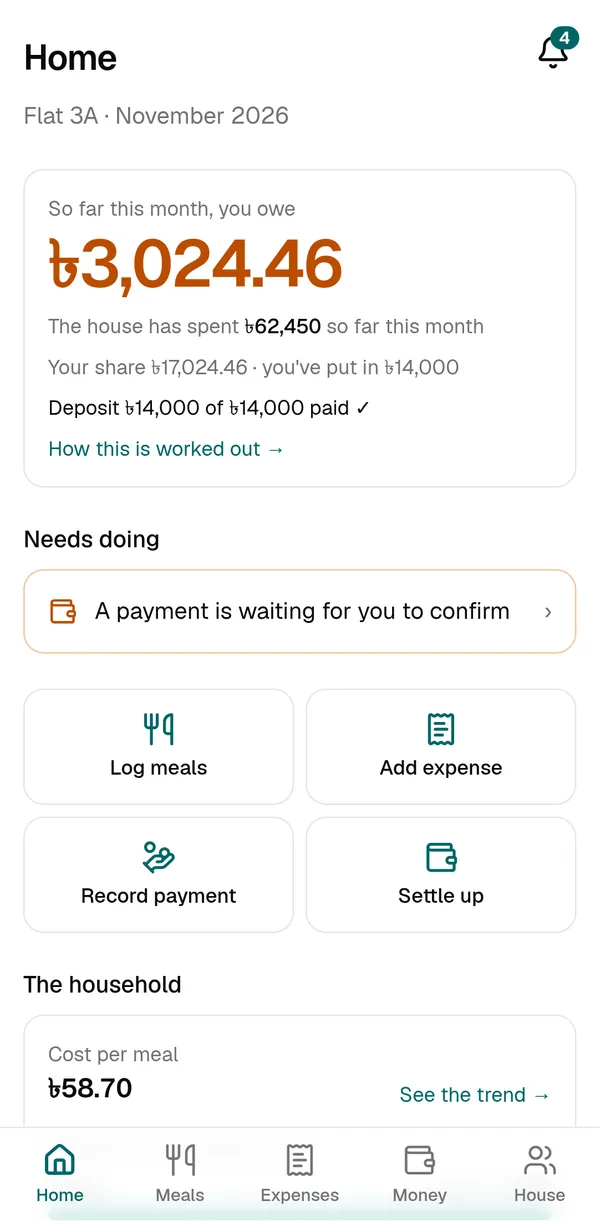 Home
4
Flat 3A · November 2026
So far this month, you owe
৳3,024.46
The house has spent ৳62,450 so far this month
Your share ৳17,024.46 · you've put in ৳14,000
Deposit ৳14,000 of ৳14,000 paid ✓
How this is worked out →
Needs doing
A payment is waiting for you to confirm ›
Log meals
Add expense
Record payment
Settle up
The household
Cost per meal
৳58.70
See the trend →
Home
Meals
Expenses
Money
House